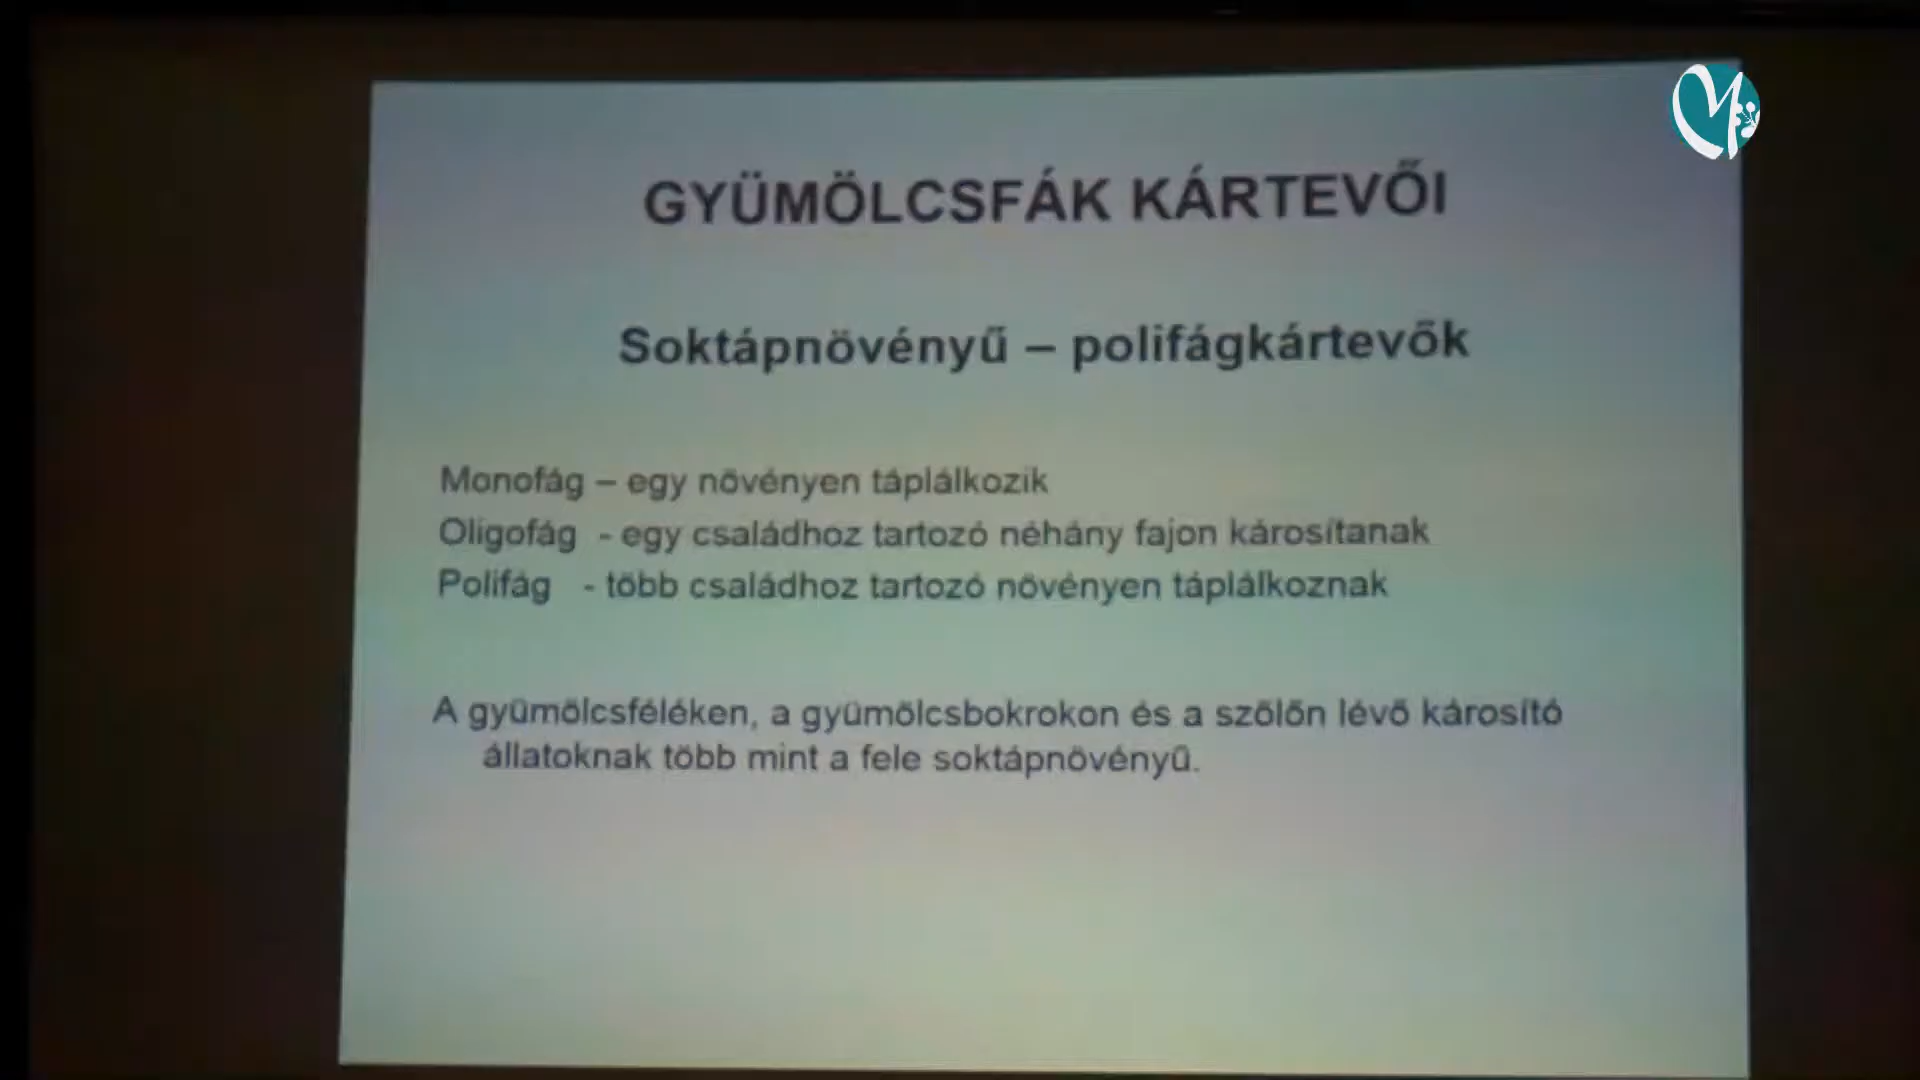 GYÜMÖLCSFÁK KÁRTEVŐI
Soktápnövényű – polifágkártevők
Monofág – egy növényen táplálkozik
Oligofág - egy családhoz tartozó néhány fajon károsítanak
Polifág - több családhoz tartozó növényen táplálkoznak
A gyümölcsféléken, a gyümölcsbokrokon és a szőlőn lévő károsító
állatoknak több mint a fele soktápnövényű.